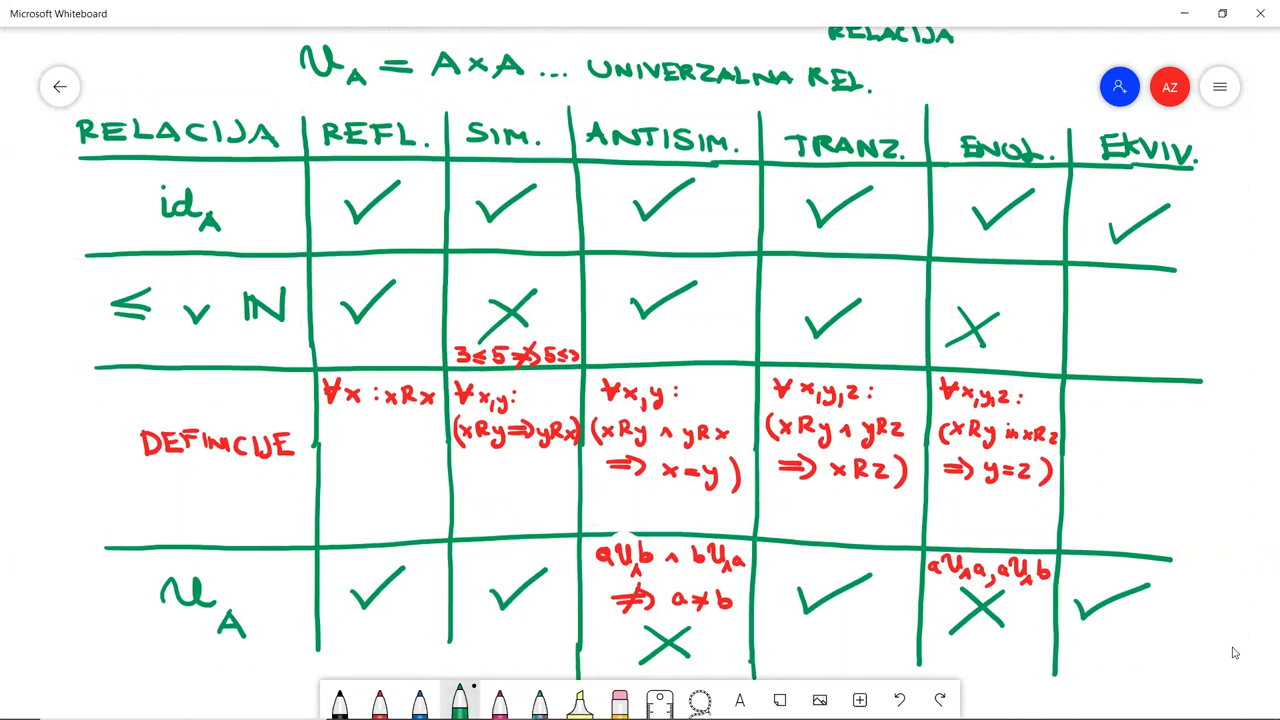 Microsoft Whiteboard
RELACIJA
U_A = A × A ... UNIVERZALNA REL.
AZ
RELACIJA REFL. SIM. ANTISIM. TRANZ. ENOL. EKVIV.
id_A ✓ ✓ ✓ ✓ ✓ ✓
≤ v ℕ ✓ ✗ ✓ ✓ ✗
3 ≤ 5 ⇏ 5 ≤ 3
DEFINICIJE
∀x : xRx
∀x,y :
(xRy ⇒ yRx)
∀x,y :
(xRy ∧ yRx
⇒ x = y)
∀x,y,z :
(xRy ∧ yRz
⇒ xRz)
∀x,y,z :
(xRy in xRz
⇒ y = z)
U_A ✓ ✓ ✗ ✓ ✗ ✓
aU_Ab ∧ bU_Aa
⇏ a ≠ b
aU_Aa, aU_Ab